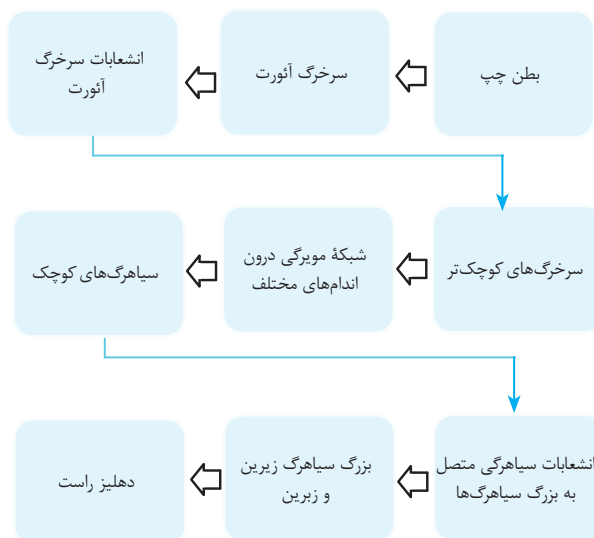 بطن چپ
سرخرگ آئورت
انشعابات سرخرگ
آئورت
سرخرگ‌های کوچک‌تر
شبکهٔ مویرگی درون
اندام‌های مختلف
سیاهرگ‌های کوچک
انشعابات سیاهرگی متصل
به بزرگ سیاهرگ‌ها
بزرگ سیاهرگ زیرین
و زبرین
دهلیز راست